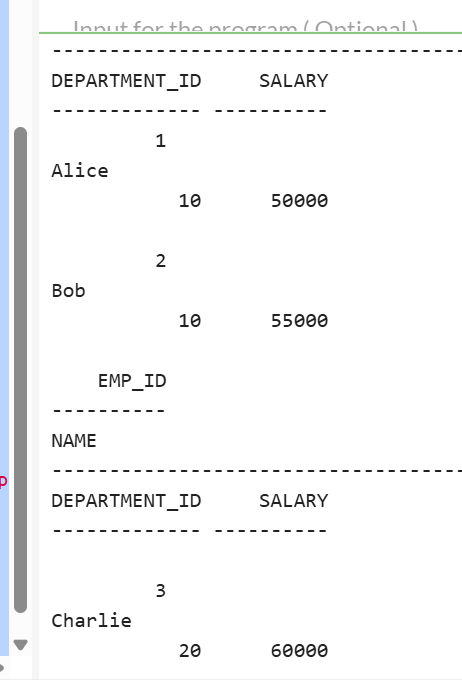 Input for the program ( Optional )
--------------------------------------
DEPARTMENT_ID     SALARY
------------- ----------
         1
Alice
           10      50000
         2
Bob
           10      55000
    EMP_ID
----------
NAME
--------------------------------------
DEPARTMENT_ID     SALARY
------------- ----------
p
         3
Charlie
           20      60000